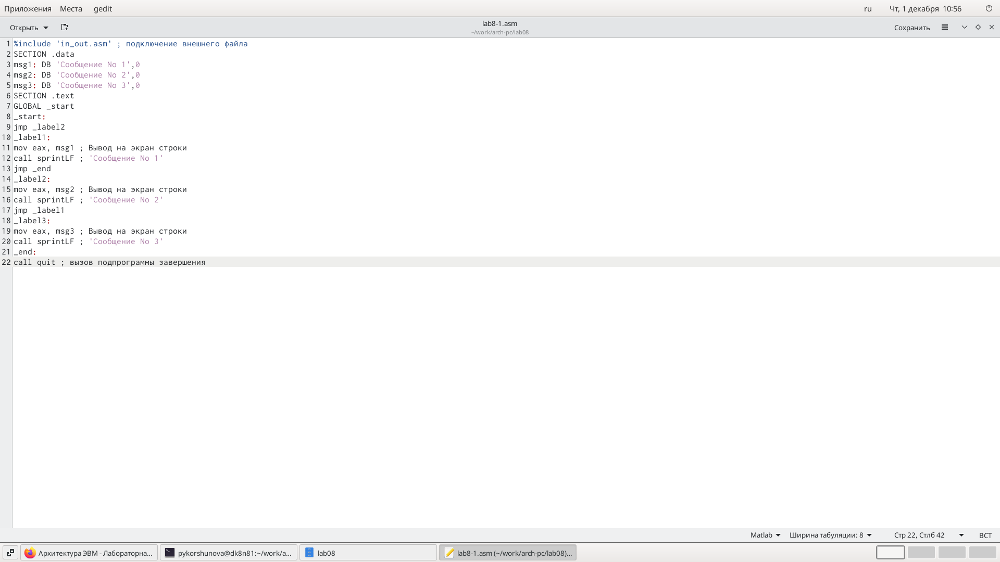 Приложения Места gedit ru Чт, 1 декабря 10:56
Открыть lab8-1.asm Сохранить
~/work/arch-pc/lab08
1 %include 'in_out.asm' ; подключение внешнего файла
2 SECTION .data
3 msg1: DB 'Сообщение No 1',0
4 msg2: DB 'Сообщение No 2',0
5 msg3: DB 'Сообщение No 3',0
6 SECTION .text
7 GLOBAL _start
8 _start:
9 jmp _label2
10 _label1:
11 mov eax, msg1 ; Вывод на экран строки
12 call sprintLF ; 'Сообщение No 1'
13 jmp _end
14 _label2:
15 mov eax, msg2 ; Вывод на экран строки
16 call sprintLF ; 'Сообщение No 2'
17 jmp _label1
18 _label3:
19 mov eax, msg3 ; Вывод на экран строки
20 call sprintLF ; 'Сообщение No 3'
21 _end:
22 call quit ; вызов подпрограммы завершения
Matlab Ширина табуляции: 8 Стр 22, Стлб 42 ВСТ
Архитектура ЭВМ - Лабораторна... pykorshunova@dk8n81:~/work/a... lab08 lab8-1.asm (~/work/arch-pc/lab08)...